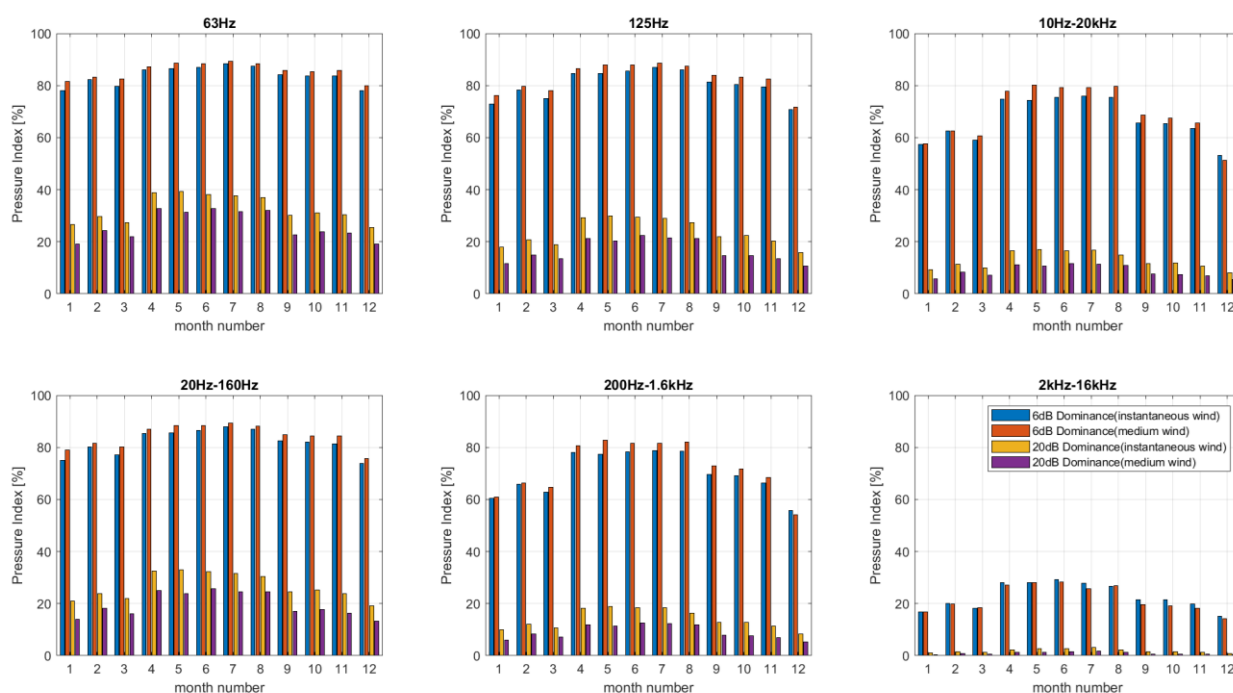 63Hz
100
80
60
40
20
0
Pressure Index [%]
1 2 3 4 5 6 7 8 9 10 11 12
month number
125Hz
100
80
60
40
20
0
Pressure Index [%]
1 2 3 4 5 6 7 8 9 10 11 12
month number
10Hz-20kHz
100
80
60
40
20
0
Pressure Index [%]
1 2 3 4 5 6 7 8 9 10 11 12
month number
20Hz-160Hz
100
80
60
40
20
0
Pressure Index [%]
1 2 3 4 5 6 7 8 9 10 11 12
month number
200Hz-1.6kHz
100
80
60
40
20
0
Pressure Index [%]
1 2 3 4 5 6 7 8 9 10 11 12
month number
2kHz-16kHz
100
80
60
40
20
0
Pressure Index [%]
6dB Dominance(instantaneous wind)
6dB Dominance(medium wind)
20dB Dominance(instantaneous wind)
20dB Dominance(medium wind)
1 2 3 4 5 6 7 8 9 10 11 12
month number